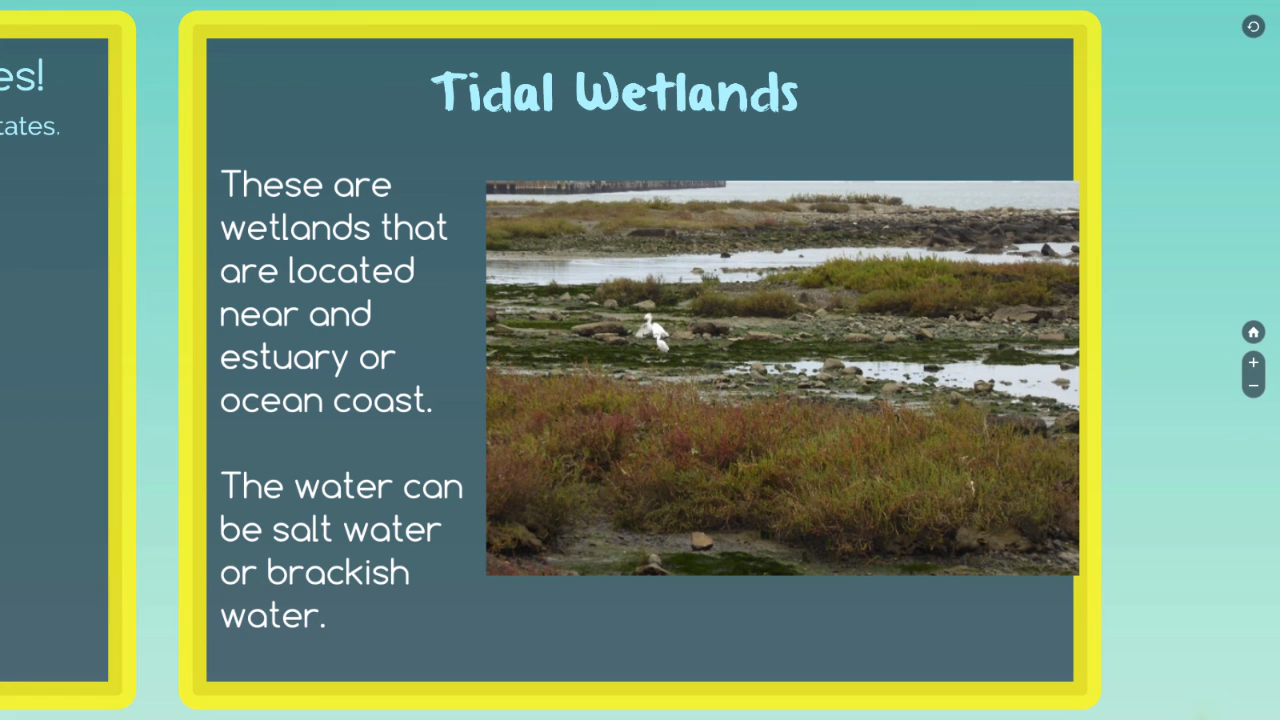 es!
tates.
Tidal Wetlands
These are
wetlands that
are located
near and
estuary or
ocean coast.
The water can
be salt water
or brackish
water.